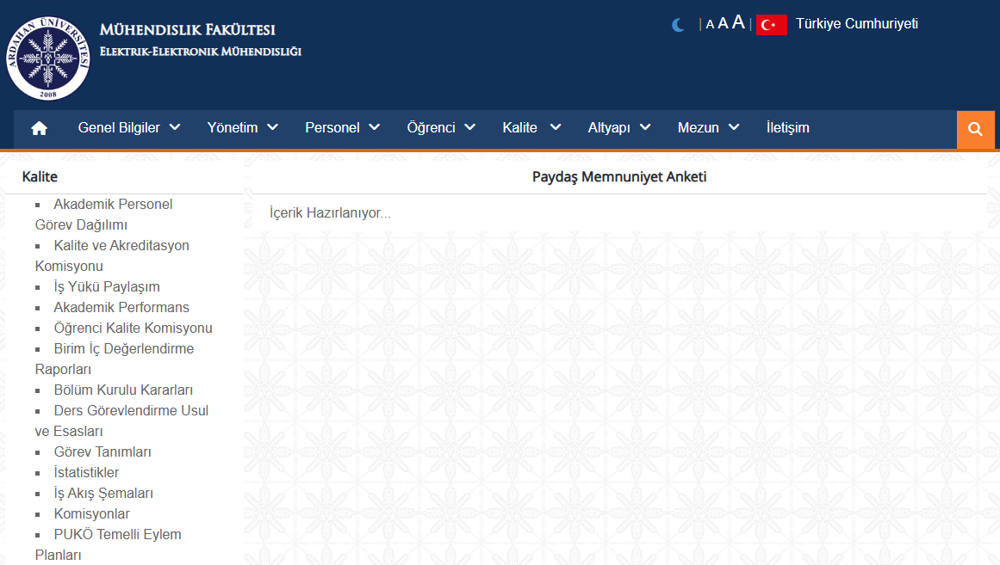 ARDAHAN ÜNİVERSİTESİ
2008
Mühendislik Fakültesi
Elektrik-Elektronik Mühendisliği
| A A A | Türkiye Cumhuriyeti
Genel Bilgiler Yönetim Personel Öğrenci Kalite Altyapı Mezun İletişim
Kalite
Akademik Personel
Görev Dağılımı
Kalite ve Akreditasyon
Komisyonu
İş Yükü Paylaşım
Akademik Performans
Öğrenci Kalite Komisyonu
Birim İç Değerlendirme
Raporları
Bölüm Kurulu Kararları
Ders Görevlendirme Usul
ve Esasları
Görev Tanımları
İstatistikler
İş Akış Şemaları
Komisyonlar
PUKÖ Temelli Eylem
Planları
Paydaş Memnuniyet Anketi
İçerik Hazırlanıyor...